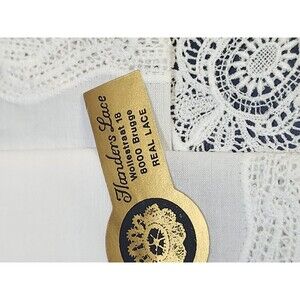 Flanders Lace
Wollestraat 18
8000 Brugge
REAL LACE